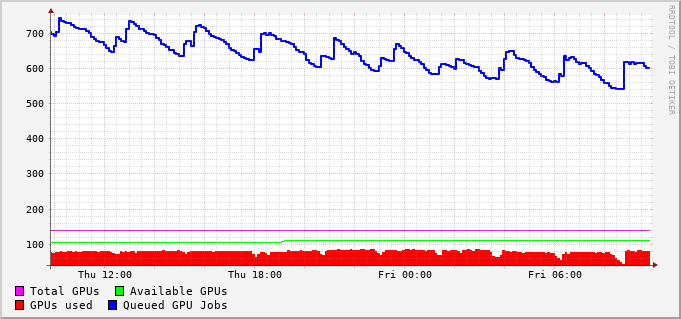 RRDTOOL / TOBI OETIKER
700
600
500
400
300
200
100
Thu 12:00 Thu 18:00 Fri 00:00 Fri 06:00
Total GPUs Available GPUs
GPUs used Queued GPU Jobs